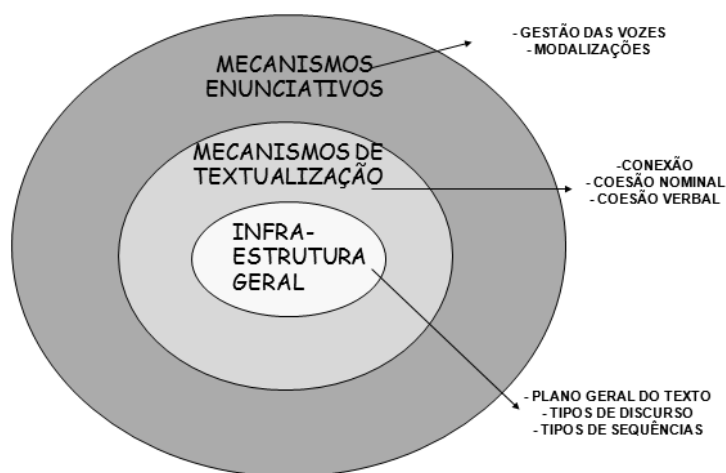 MECANISMOS
ENUNCIATIVOS
- GESTÃO DAS VOZES
- MODALIZAÇÕES
MECANISMOS DE
TEXTUALIZAÇÃO
- CONEXÃO
- COESÃO NOMINAL
- COESÃO VERBAL
INFRA-
ESTRUTURA
GERAL
- PLANO GERAL DO TEXTO
- TIPOS DE DISCURSO
- TIPOS DE SEQUÊNCIAS